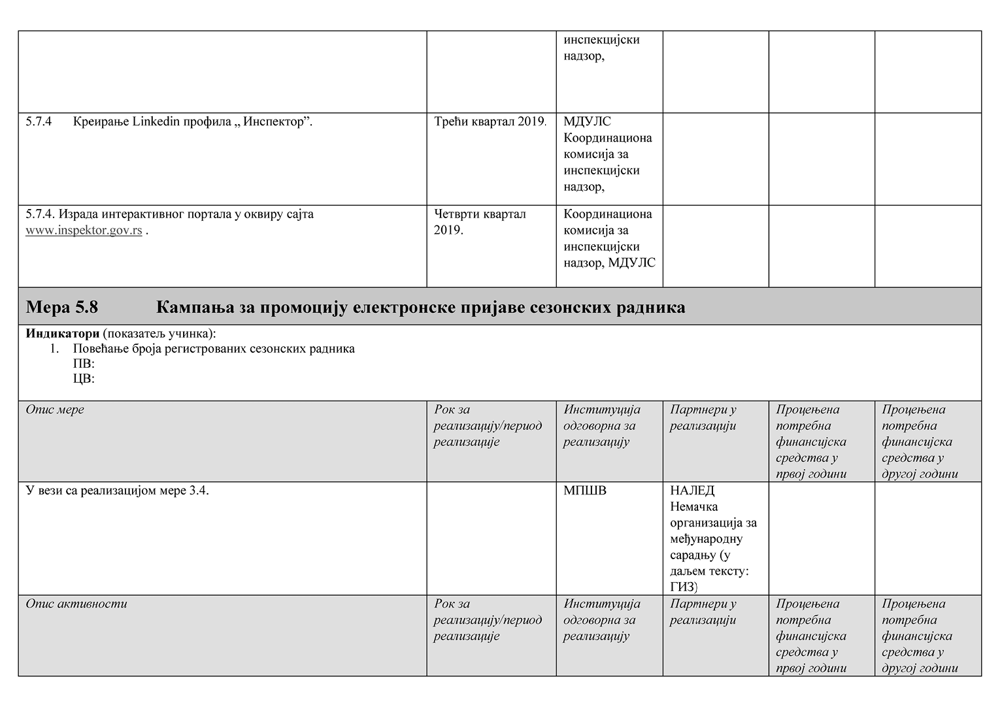 инспекцијски
надзор,
5.7.4 Креирање Linkedin профила „ Инспектор”.
Трећи квартал 2019.
МДУЛС
Координациона
комисија за
инспекцијски
надзор,
5.7.4. Израда интерактивног портала у оквиру сајта
www.inspektor.gov.rs .
Четврти квартал
2019.
Координациона
комисија за
инспекцијски
надзор, МДУЛС
Мера 5.8 Кампања за промоцију електронске пријаве сезонских радника
Индикатори (показатељ учинка):
1. Повећање броја регистрованих сезонских радника
ПВ:
ЦВ:
Опис мере
Рок за
реализацију/период
реализације
Институција
одговорна за
реализацију
Партнери у
реализацији
Процењена
потребна
финансијска
средства у
првој години
Процењена
потребна
финансијска
средства у
другој години
У вези са реализацијом мере 3.4.
МПШВ
НАЛЕД
Немачка
организација за
међународну
сарадњу (у
даљем тексту:
ГИЗ)
Опис активности
Рок за
реализацију/период
реализације
Институција
одговорна за
реализацију
Партнери у
реализацији
Процењена
потребна
финансијска
средства у
првој години
Процењена
потребна
финансијска
средства у
другој години